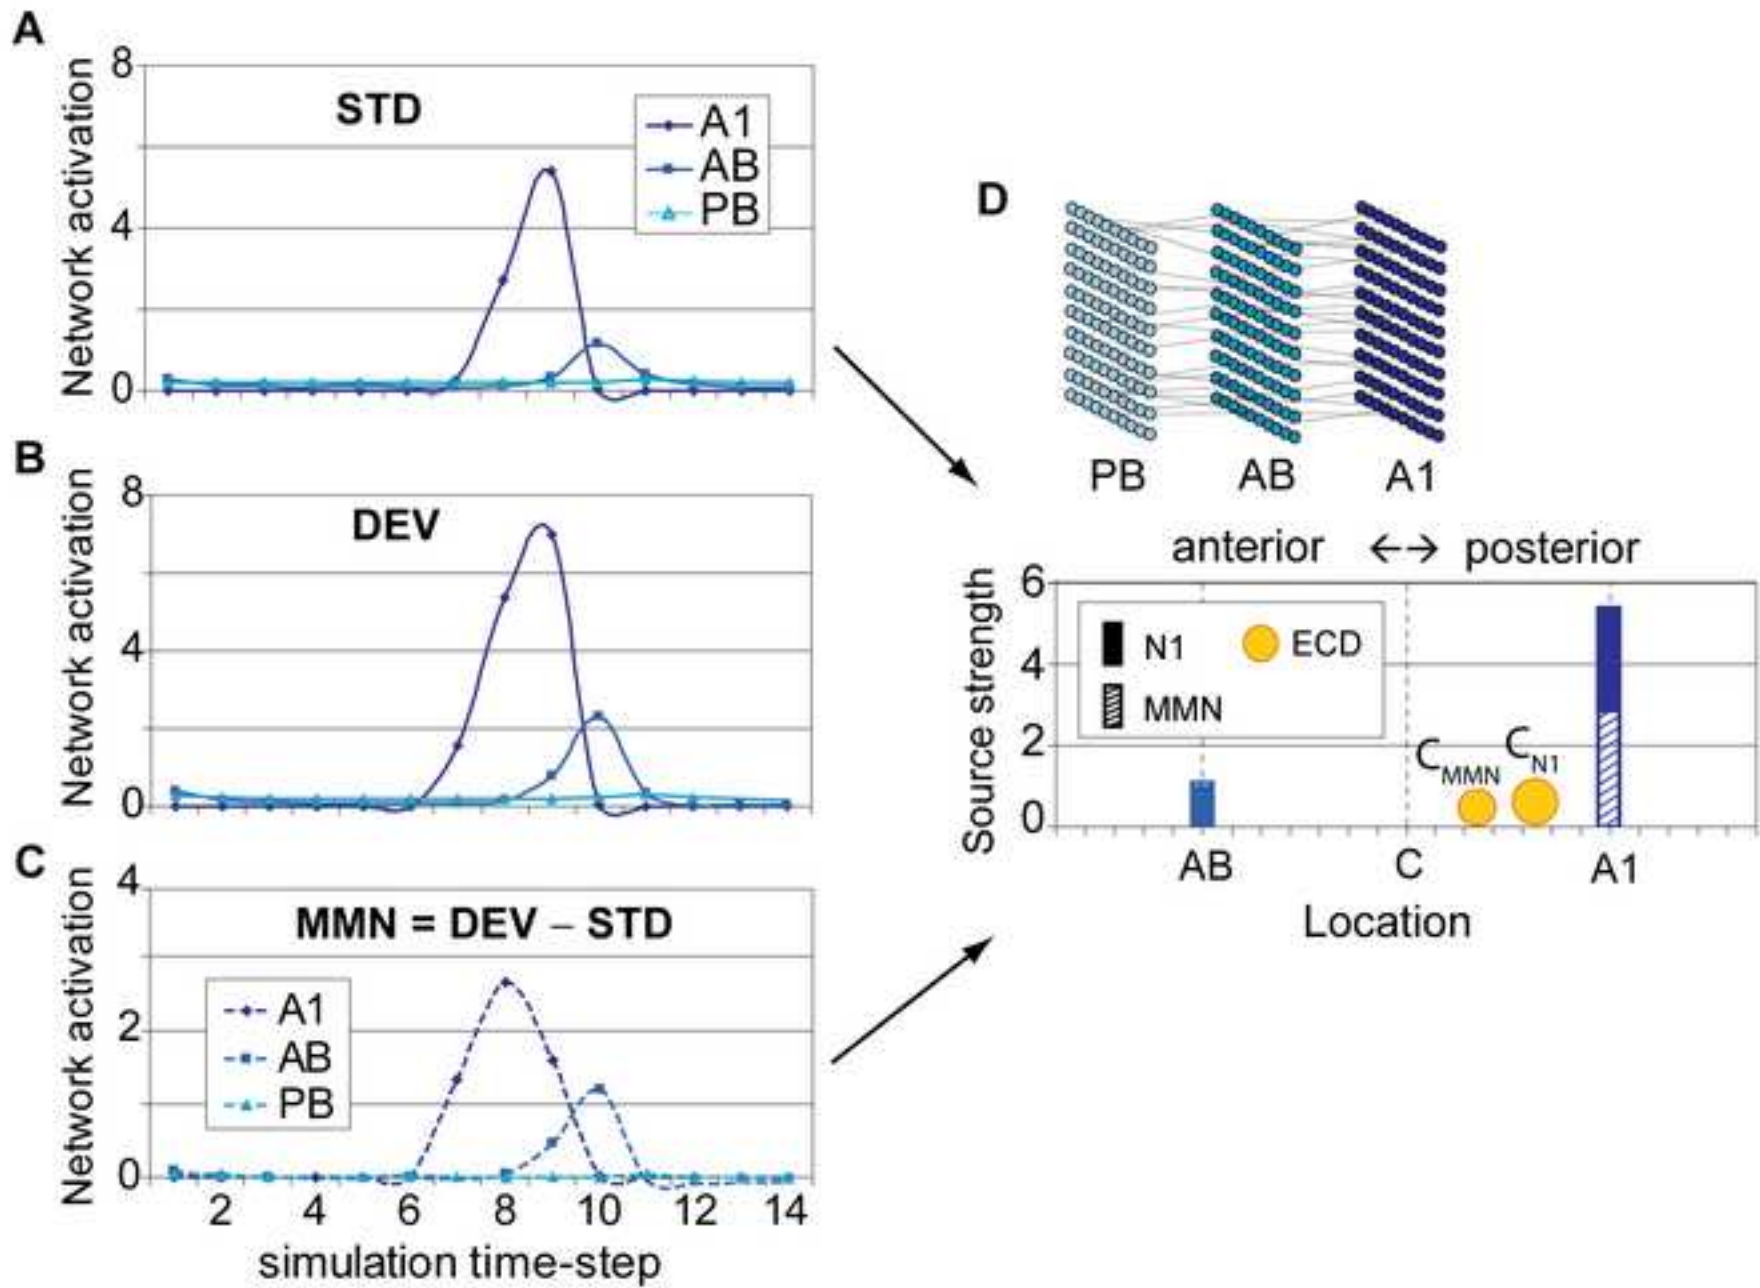 A
Network activation
8
4
0
STD
A1
AB
PB
B
Network activation
8
4
0
DEV
C
Network activation
4
2
0
MMN = DEV – STD
A1
AB
PB
2 4 6 8 10 12 14
simulation time-step
D
PB AB A1
anterior ←→ posterior
Source strength
6
4
2
0
N1
ECD
MMN
CMMN
CN1
AB C A1
Location